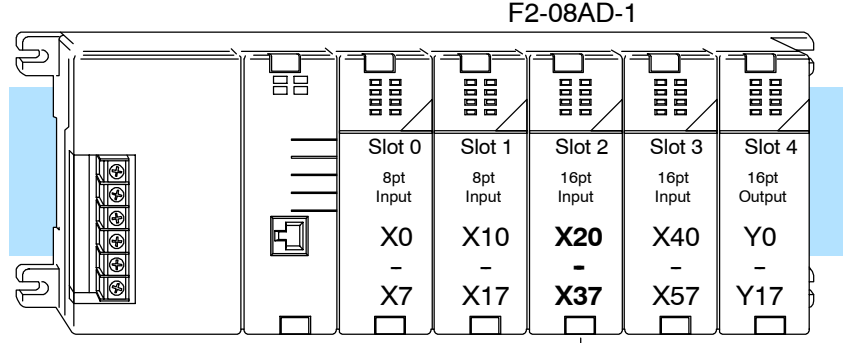 F2-08AD-1
Slot 0 Slot 1 Slot 2 Slot 3 Slot 4
8pt 8pt 16pt 16pt 16pt
Input Input Input Input Output
X0 X10 X20 X40 Y0
- - - - -
X7 X17 X37 X57 Y17